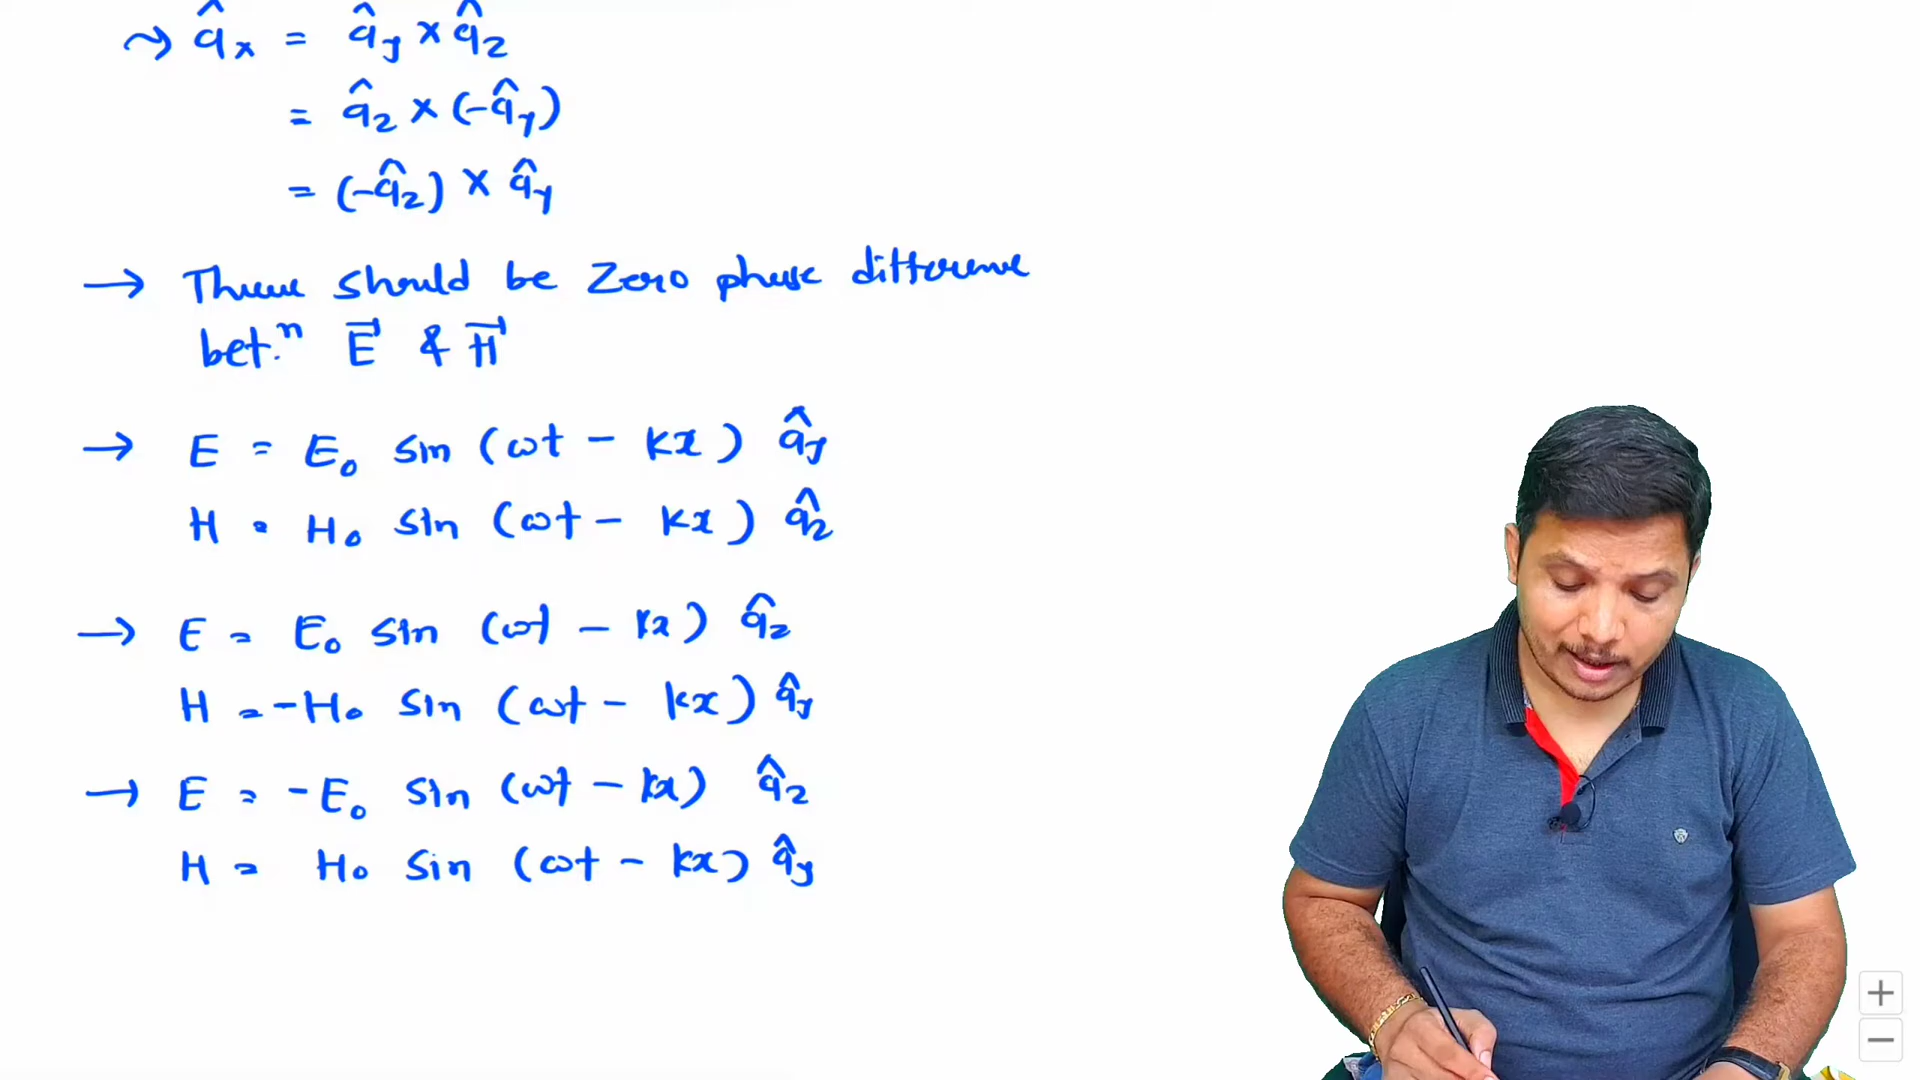 ⤳ âx = ây × âz
= âz × (-ây)
= (-âz) × ây
→ There should be Zero phase difference
bet.ⁿ E⃗ & H⃗
→ E = E₀ sin (ωt - kx) ây
H = H₀ sin (ωt - kx) âz
→ E = E₀ sin (ωt - kx) âz
H = -H₀ sin (ωt - kx) ây
→ E = -E₀ sin (ωt - kx) âz
H = H₀ sin (ωt - kx) ây
+
−